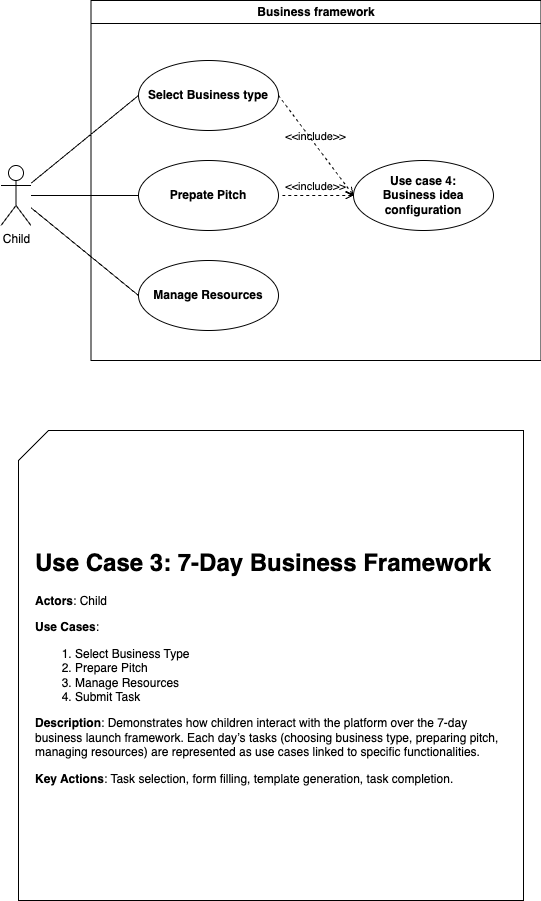 Business framework
Select Business type
<<include>>
Prepate Pitch
<<include>>
Use case 4:
Business idea
configuration
Child
Manage Resources
Use Case 3: 7-Day Business Framework
Actors: Child
Use Cases:
1. Select Business Type
2. Prepare Pitch
3. Manage Resources
4. Submit Task
Description: Demonstrates how children interact with the platform over the 7-day
business launch framework. Each day's tasks (choosing business type, preparing pitch,
managing resources) are represented as use cases linked to specific functionalities.
Key Actions: Task selection, form filling, template generation, task completion.